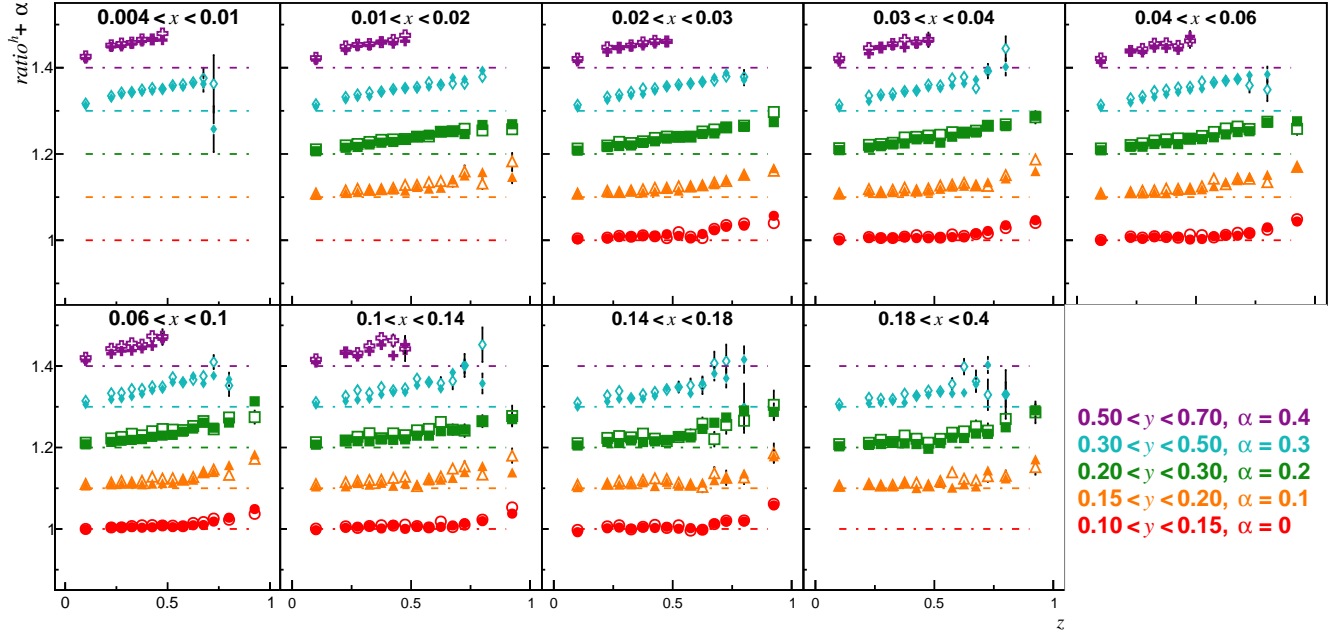 ratio^h + α
0.004 < x < 0.01
0.01 < x < 0.02
0.02 < x < 0.03
0.03 < x < 0.04
0.04 < x < 0.06
1.4
1.2
1
0.06 < x < 0.1
0.1 < x < 0.14
0.14 < x < 0.18
0.18 < x < 0.4
1.4
1.2
1
0.50 < y < 0.70, α = 0.4
0.30 < y < 0.50, α = 0.3
0.20 < y < 0.30, α = 0.2
0.15 < y < 0.20, α = 0.1
0.10 < y < 0.15, α = 0
0 0.5 1 0 0.5 1 0 0.5 1 0 0.5 1
z